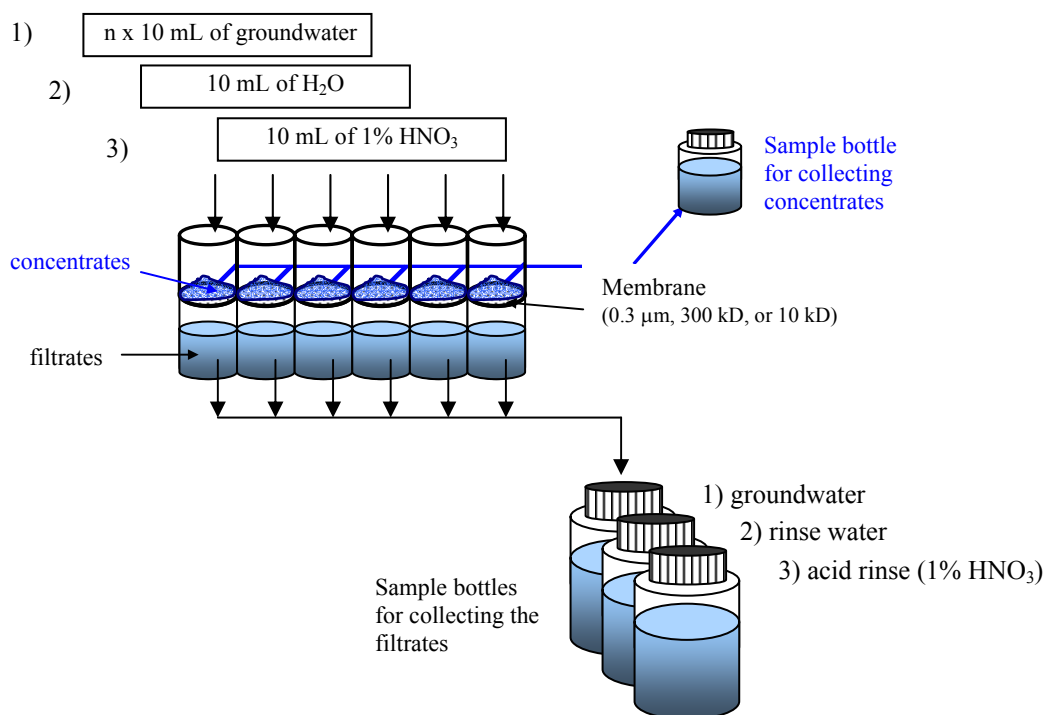 1) n x 10 mL of groundwater
2) 10 mL of H₂O
3) 10 mL of 1% HNO₃
Sample bottle
for collecting
concentrates
concentrates
Membrane
(0.3 µm, 300 kD, or 10 kD)
filtrates
1) groundwater
2) rinse water
3) acid rinse (1% HNO₃)
Sample bottles
for collecting the
filtrates